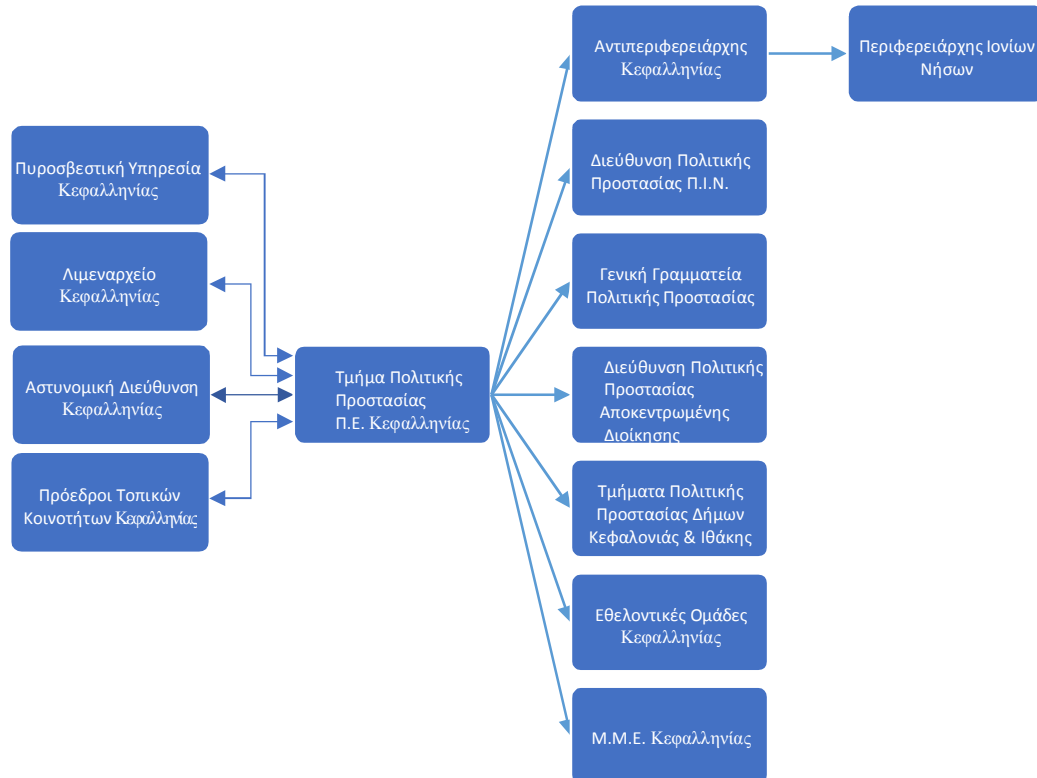 Αντιπεριφερειάρχης
Κεφαλληνίας
Περιφερειάρχης Ιονίων
Νήσων
Πυροσβεστική Υπηρεσία
Κεφαλληνίας
Διεύθυνση Πολιτικής
Προστασίας Π.Ι.Ν.
Λιμεναρχείο
Κεφαλληνίας
Γενική Γραμματεία
Πολιτικής Προστασίας
Αστυνομική Διεύθυνση
Κεφαλληνίας
Τμήμα Πολιτικής
Προστασίας
Π.Ε. Κεφαλληνίας
Διεύθυνση Πολιτικής
Προστασίας
Αποκεντρωμένης
Διοίκησης
Πρόεδροι Τοπικών
Κοινοτήτων Κεφαλληνίας
Τμήματα Πολιτικής
Προστασίας Δήμων
Κεφαλονιάς & Ιθάκης
Εθελοντικές Ομάδες
Κεφαλληνίας
Μ.Μ.Ε. Κεφαλληνίας